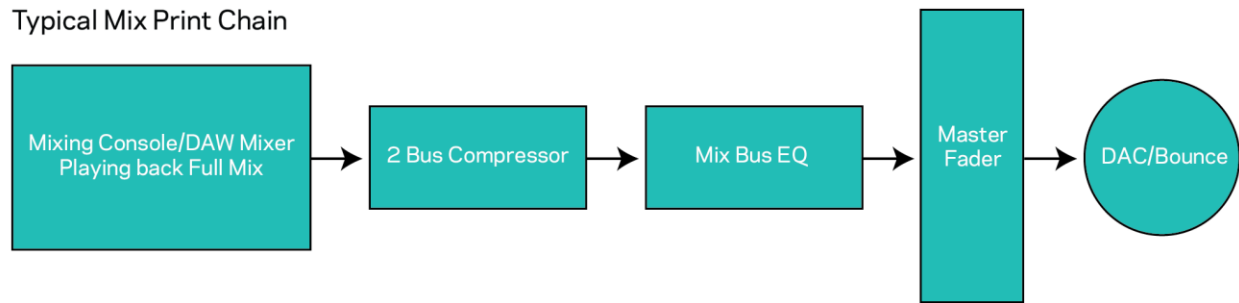 Typical Mix Print Chain
Mixing Console/DAW Mixer
Playing back Full Mix
2 Bus Compressor
Mix Bus EQ
Master
Fader
DAC/Bounce